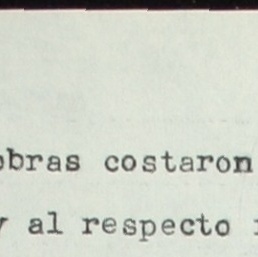 obras costaron
y al respecto